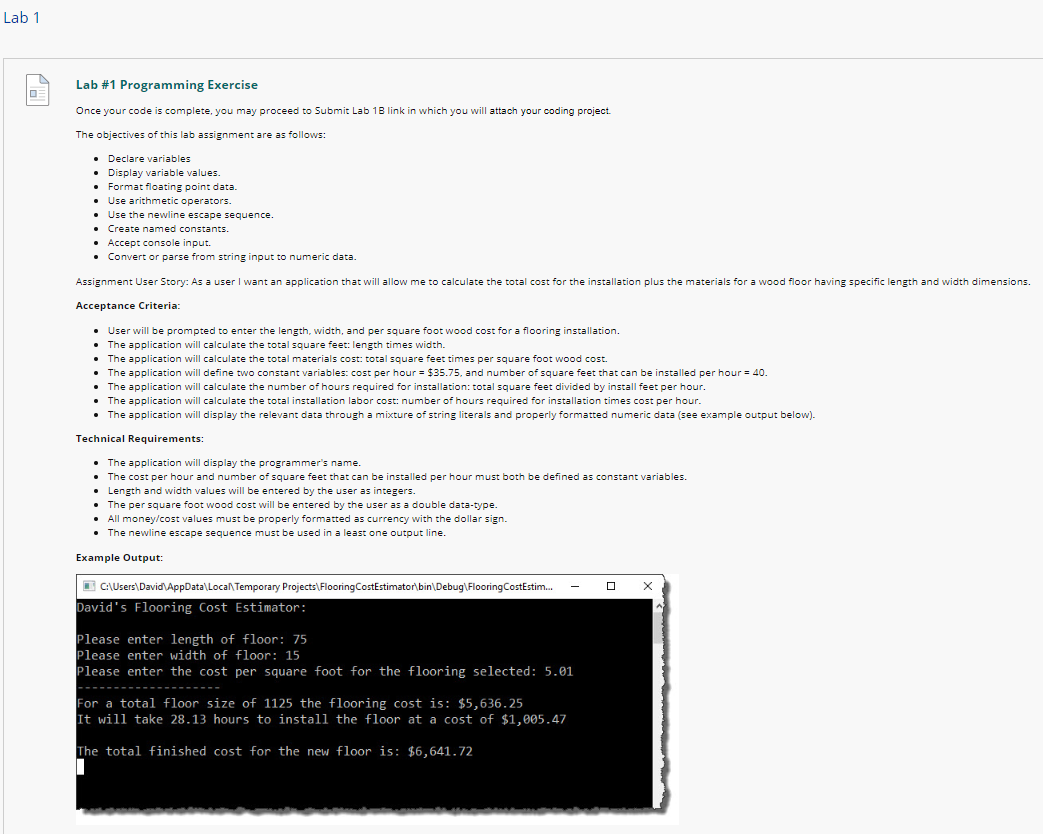 Lab 1
Lab #1 Programming Exercise
Once your code is complete, you may proceed to Submit Lab 1B link in which you will attach your coding project.
The objectives of this lab assignment are as follows:
• Declare variables
• Display variable values.
• Format floating point data.
• Use arithmetic operators.
• Use the newline escape sequence.
• Create named constants.
• Accept console input.
• Convert or parse from string input to numeric data.
Assignment User Story: As a user I want an application that will allow me to calculate the total cost for the installation plus the materials for a wood floor having specific length and width dimensions.
Acceptance Criteria:
• User will be prompted to enter the length, width, and per square foot wood cost for a flooring installation.
• The application will calculate the total square feet: length times width.
• The application will calculate the total materials cost: total square feet times per square foot wood cost.
• The application will define two constant variables: cost per hour = $35.75, and number of square feet that can be installed per hour = 40.
• The application will calculate the number of hours required for installation: total square feet divided by install feet per hour.
• The application will calculate the total installation labor cost: number of hours required for installation times cost per hour.
• The application will display the relevant data through a mixture of string literals and properly formatted numeric data (see example output below).
Technical Requirements:
• The application will display the programmer's name.
• The cost per hour and number of square feet that can be installed per hour must both be defined as constant variables.
• Length and width values will be entered by the user as integers.
• The per square foot wood cost will be entered by the user as a double data-type.
• All money/cost values must be properly formatted as currency with the dollar sign.
• The newline escape sequence must be used in a least one output line.
Example Output:
C:\Users\David\AppData\Local\Temporary Projects\FlooringCostEstimator\bin\Debug\FlooringCostEstim...
David's Flooring Cost Estimator:
Please enter length of floor: 75
Please enter width of floor: 15
Please enter the cost per square foot for the flooring selected: 5.01
--------------------
For a total floor size of 1125 the flooring cost is: $5,636.25
It will take 28.13 hours to install the floor at a cost of $1,005.47
The total finished cost for the new floor is: $6,641.72